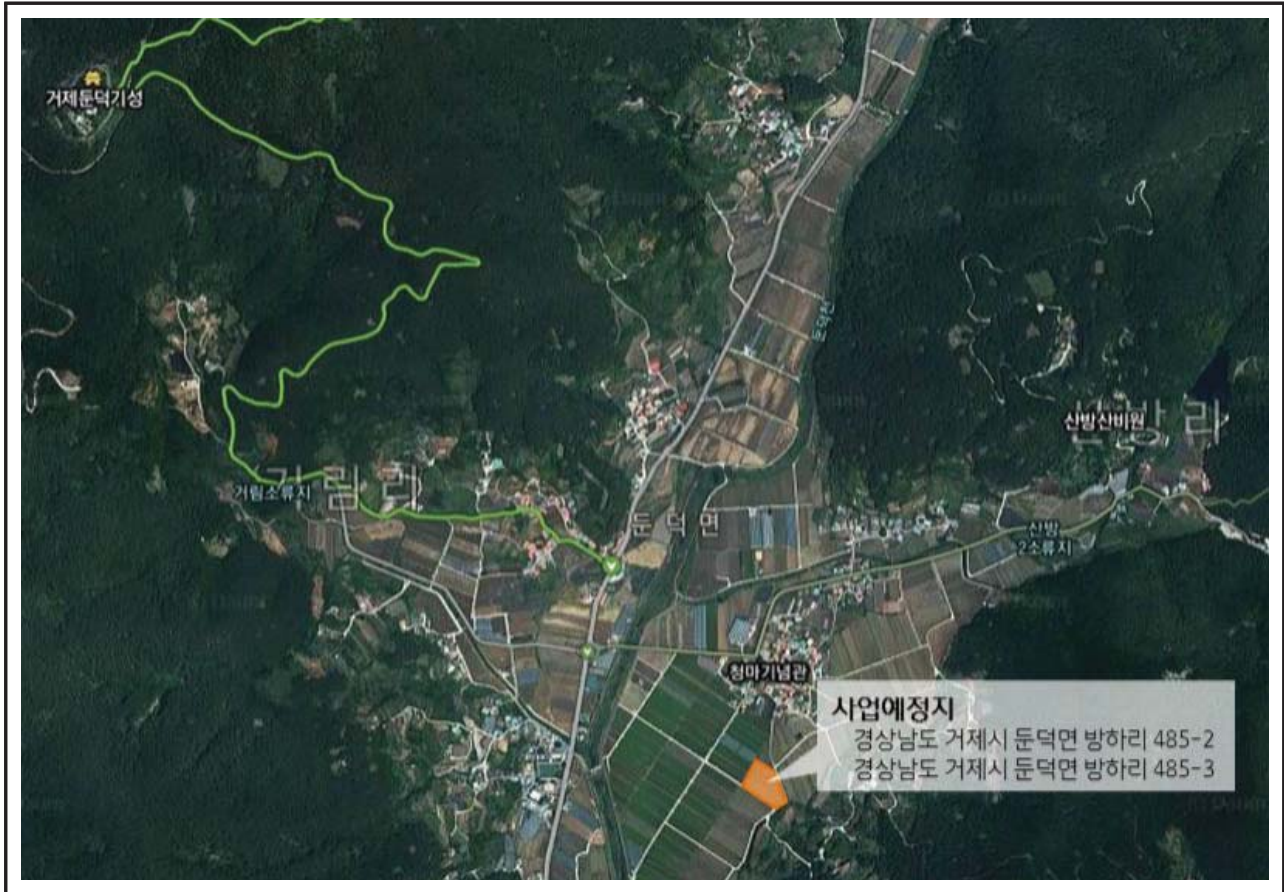 거제둔덕기성
둔덕천
산방리
산방산비원
거림리
거림소류지
둔덕면
산방
2소류지
청마기념관
사업예정지
경상남도 거제시 둔덕면 방하리 485-2
경상남도 거제시 둔덕면 방하리 485-3